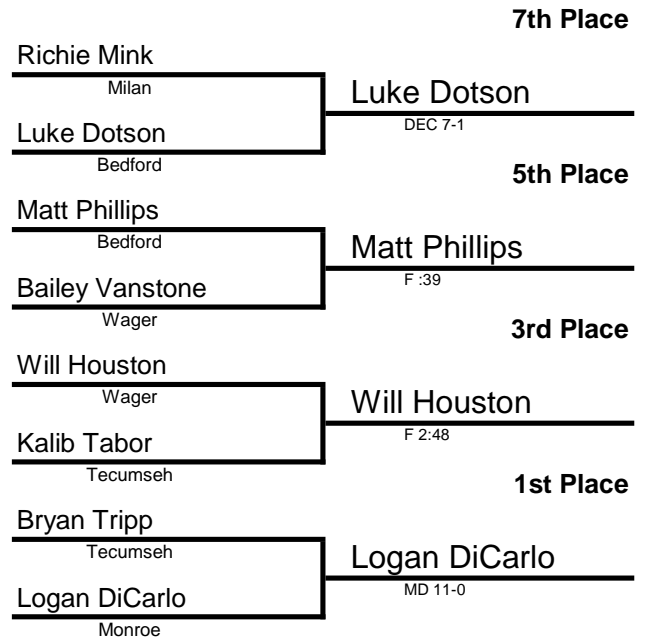 7th Place
Richie Mink
Milan
Luke Dotson
DEC 7-1
Luke Dotson
Bedford
5th Place
Matt Phillips
Bedford
Matt Phillips
F :39
Bailey Vanstone
Wager
3rd Place
Will Houston
Wager
Will Houston
F 2:48
Kalib Tabor
Tecumseh
1st Place
Bryan Tripp
Tecumseh
Logan DiCarlo
MD 11-0
Logan DiCarlo
Monroe